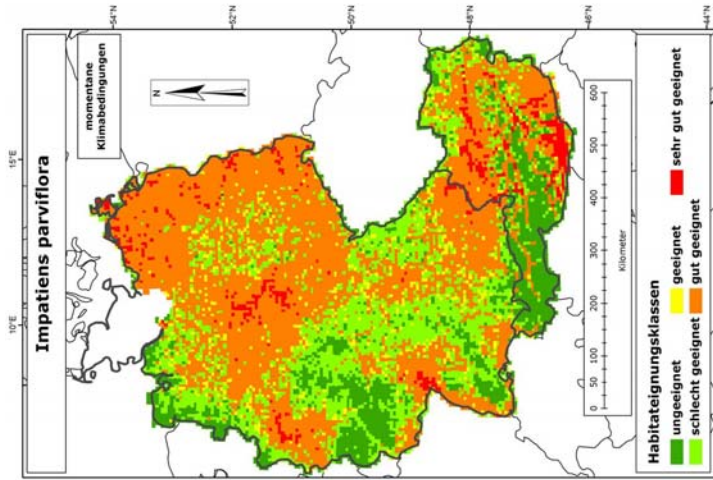 Impatiens parviflora
momentane
Klimabedingungen
N
10°E
15°E
54°N
52°N
50°N
48°N
46°N
44°N
0 50 100 150 200 300 400 500 600
Kilometer
Habitateignungsklassen
ungeeignet
geeignet
sehr gut geeignet
schlecht geeignet
gut geeignet